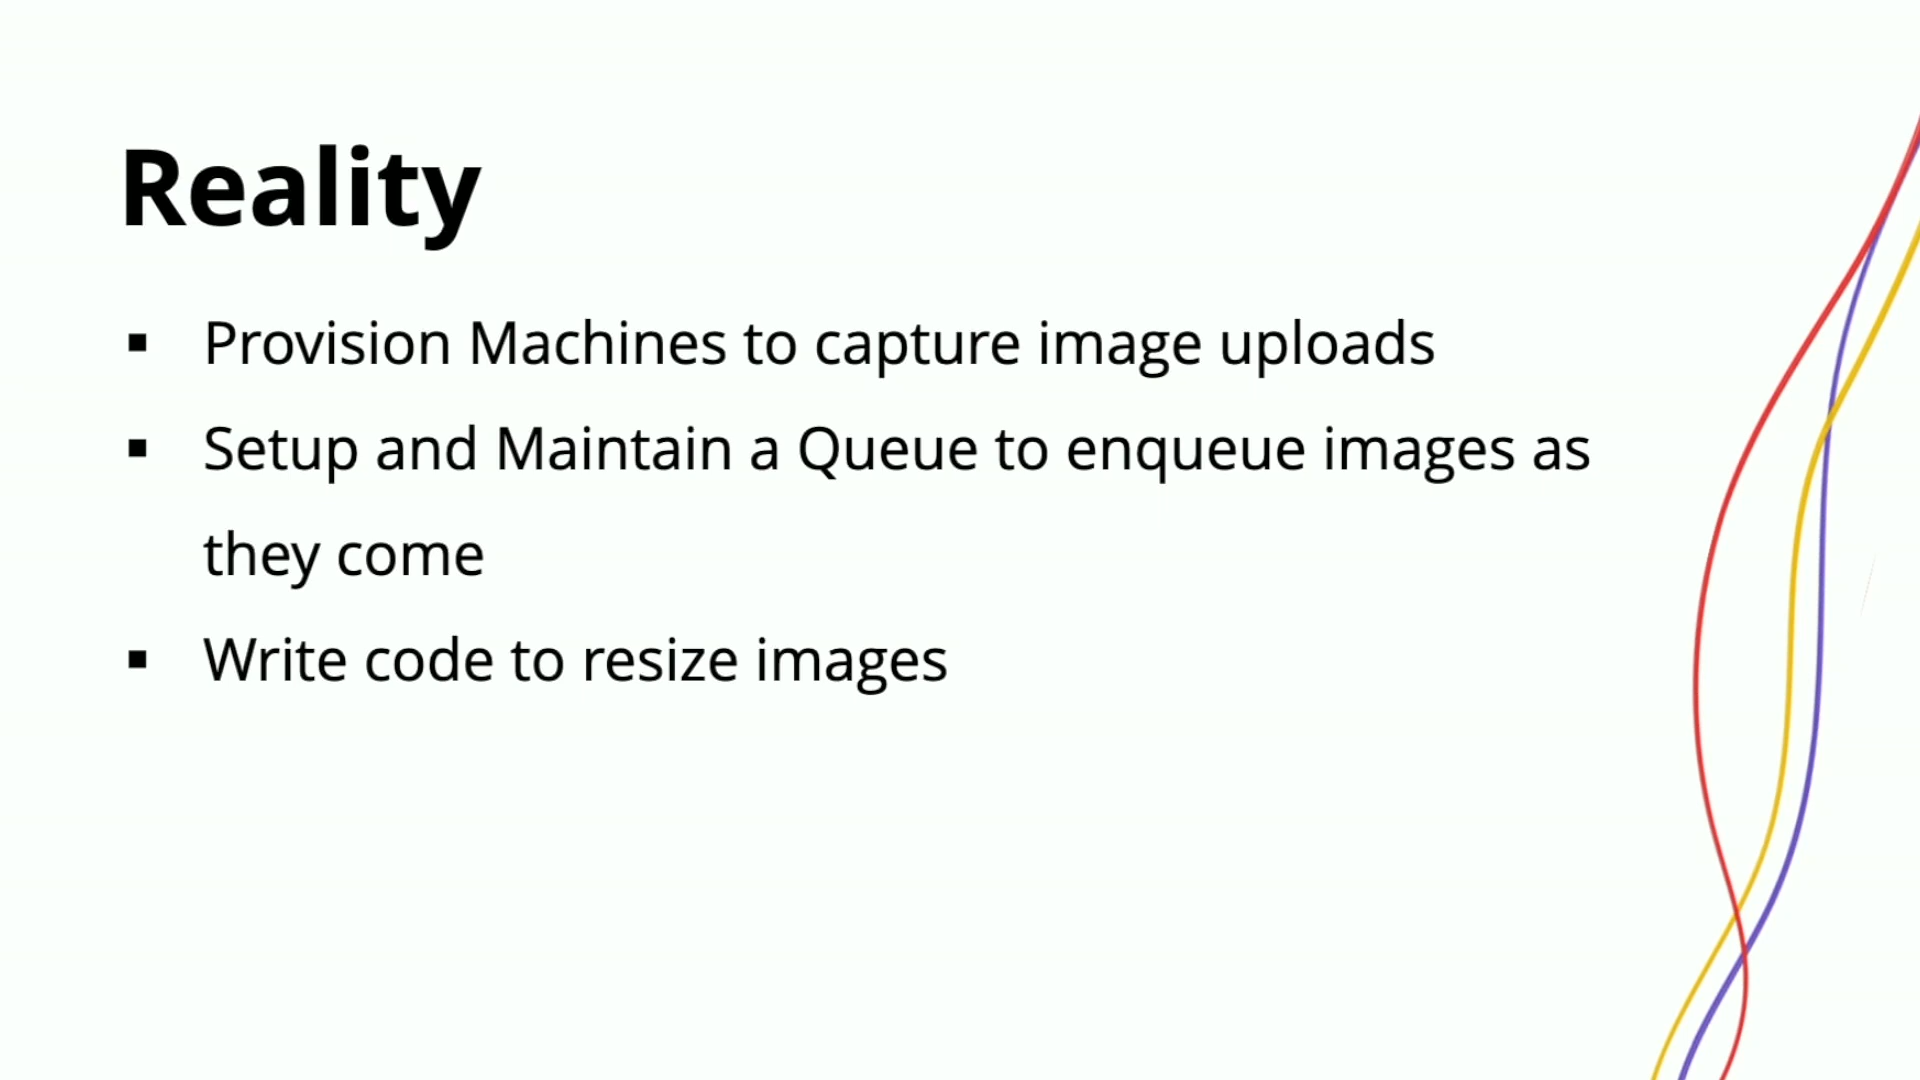 Reality
▪ Provision Machines to capture image uploads
▪ Setup and Maintain a Queue to enqueue images as
they come
▪ Write code to resize images